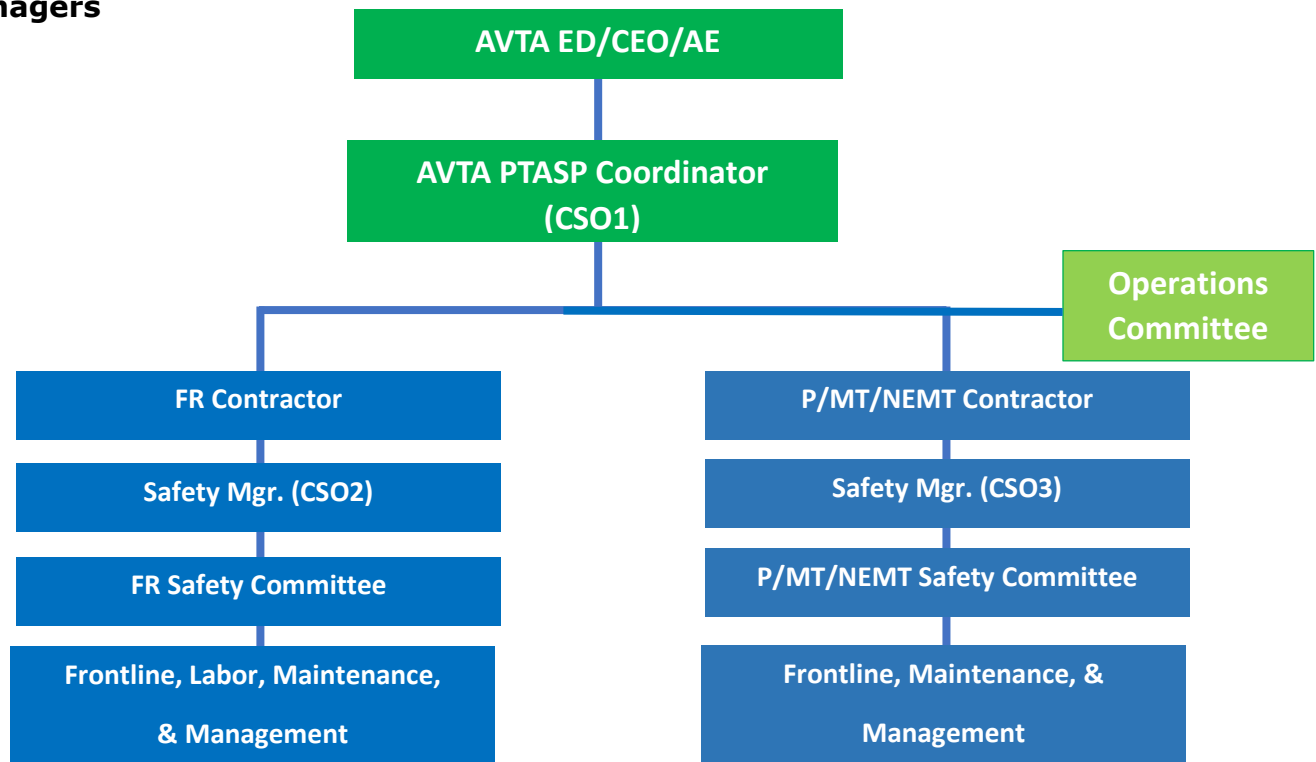 AVTA ED/CEO/AE
AVTA PTASP Coordinator
(CSO1)
Operations
Committee
FR Contractor
P/MT/NEMT Contractor
Safety Mgr. (CSO2)
Safety Mgr. (CSO3)
FR Safety Committee
P/MT/NEMT Safety Committee
Frontline, Labor, Maintenance,
& Management
Frontline, Maintenance, &
Management